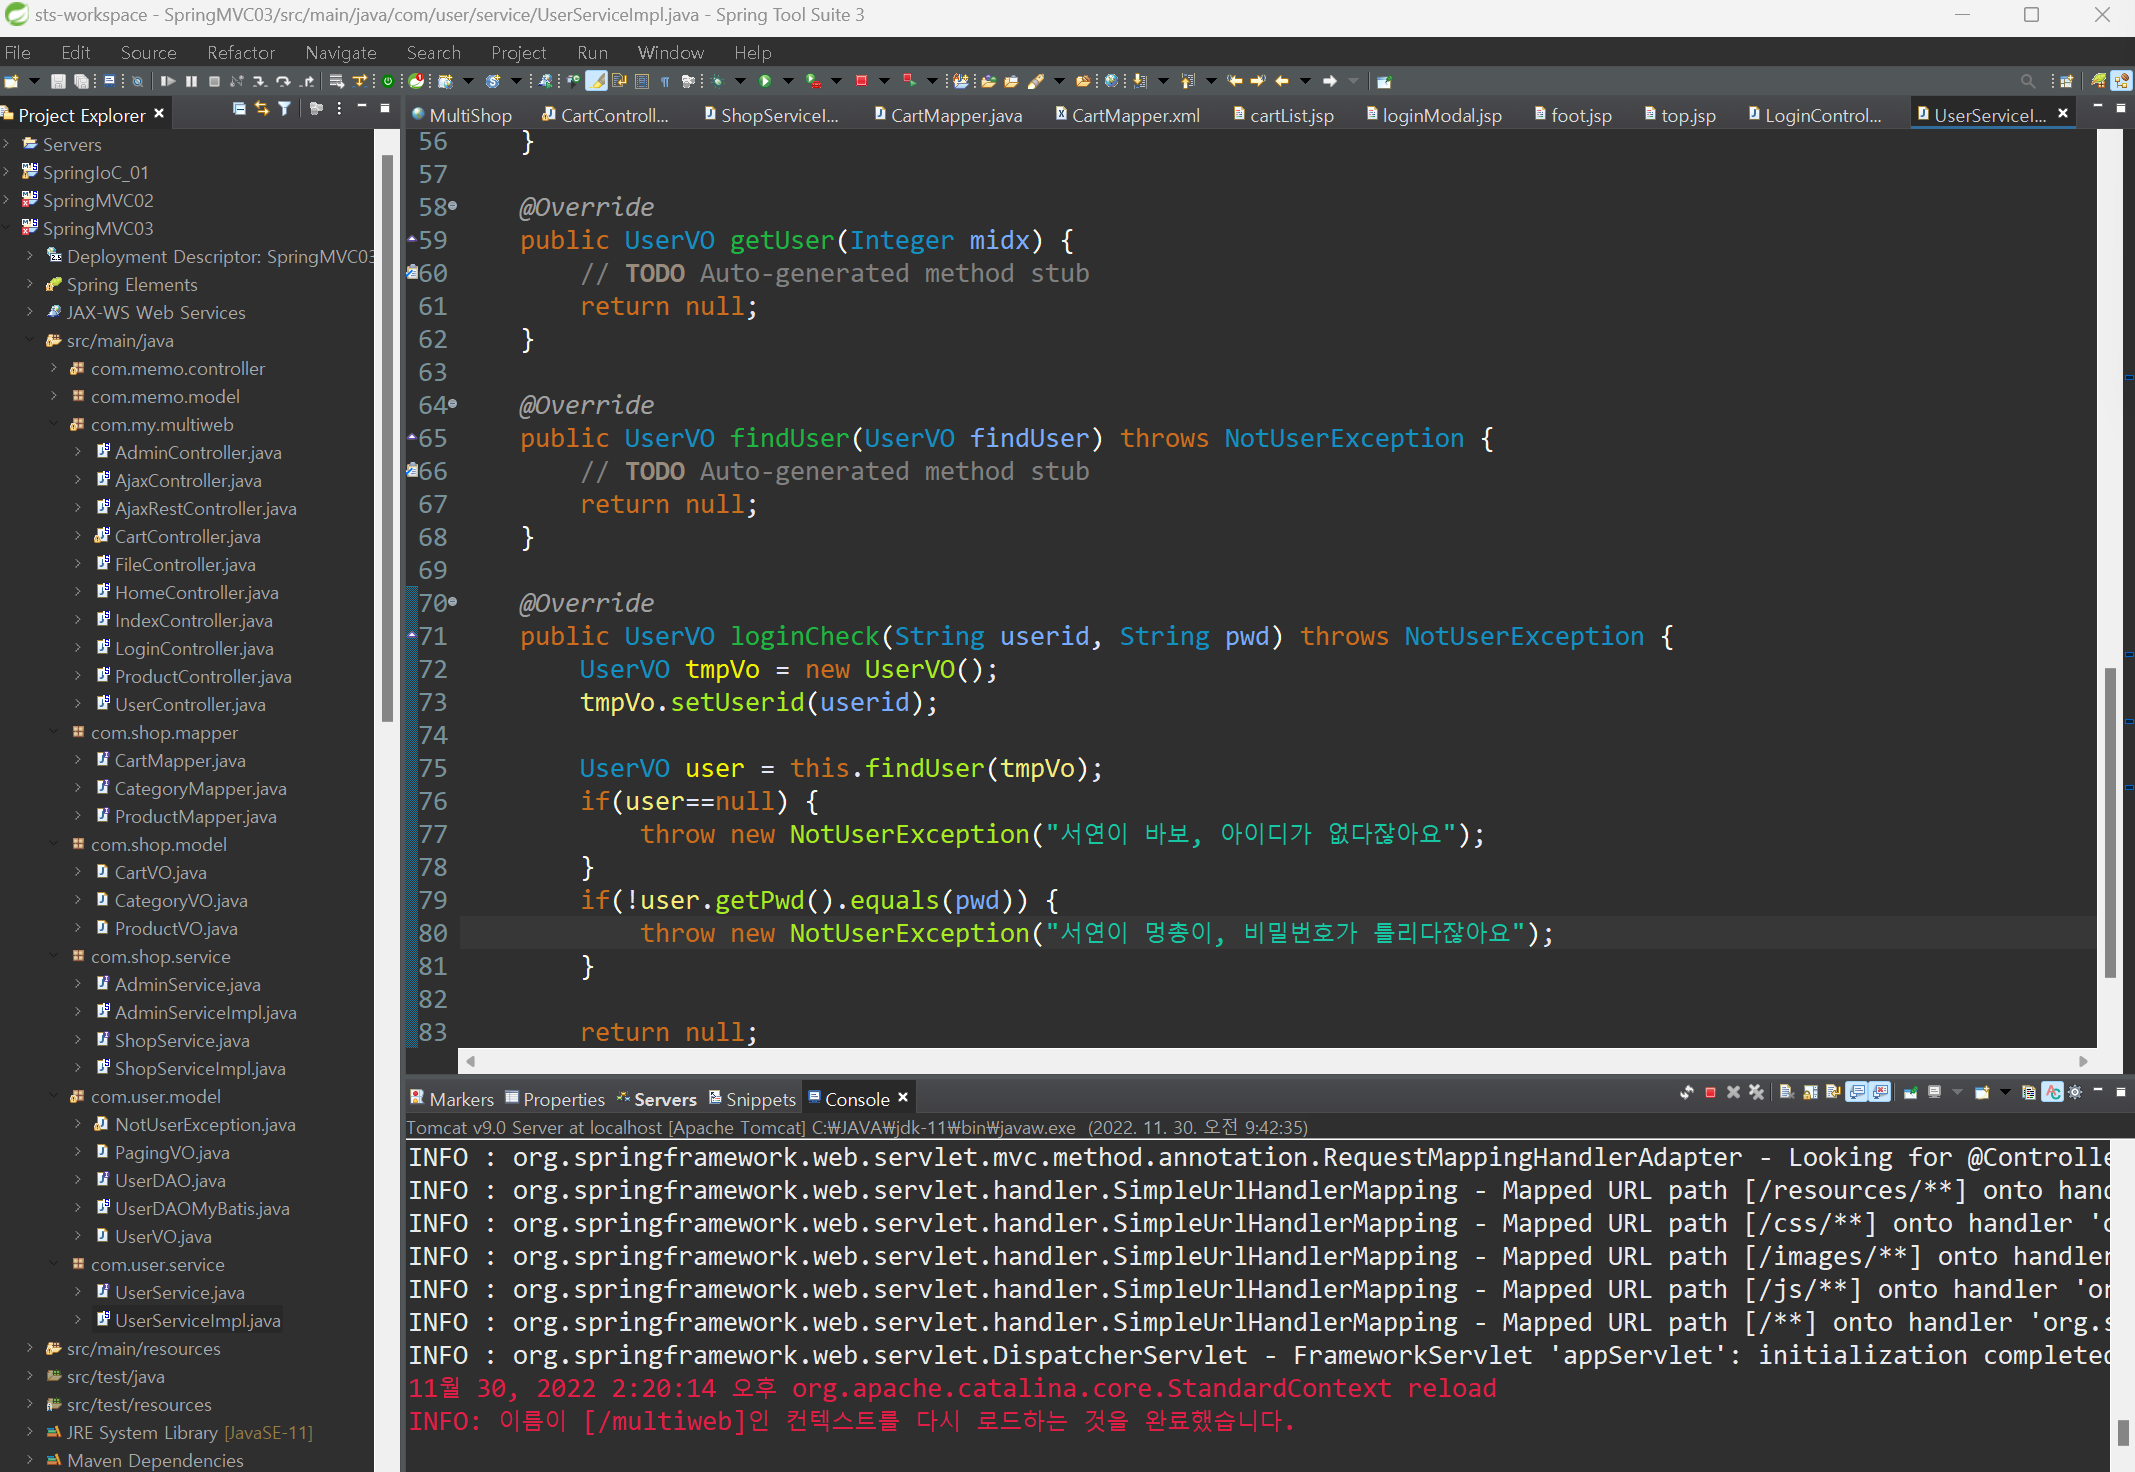 sts-workspace - SpringMVC03/src/main/java/com/user/service/UserServiceImpl.java - Spring Tool Suite 3
File Edit Source Refactor Navigate Search Project Run Window Help
Project Explorer
MultiShop CartControll... ShopServiceI... CartMapper.java CartMapper.xml cartList.jsp loginModal.jsp foot.jsp top.jsp LoginControl... UserServiceI...
Servers
SpringIoC_01
SpringMVC02
SpringMVC03
Deployment Descriptor: SpringMVC03
Spring Elements
JAX-WS Web Services
src/main/java
com.memo.controller
com.memo.model
com.my.multiweb
AdminController.java
AjaxController.java
AjaxRestController.java
CartController.java
FileController.java
HomeController.java
IndexController.java
LoginController.java
ProductController.java
UserController.java
com.shop.mapper
CartMapper.java
CategoryMapper.java
ProductMapper.java
com.shop.model
CartVO.java
CategoryVO.java
ProductVO.java
com.shop.service
AdminService.java
AdminServiceImpl.java
ShopService.java
ShopServiceImpl.java
com.user.model
NotUserException.java
PagingVO.java
UserDAO.java
UserDAOMyBatis.java
UserVO.java
com.user.service
UserService.java
UserServiceImpl.java
src/main/resources
src/test/java
src/test/resources
JRE System Library [JavaSE-11]
Maven Dependencies
56 }
57
58 @Override
59 public UserVO getUser(Integer midx) {
60 // TODO Auto-generated method stub
61 return null;
62 }
63
64 @Override
65 public UserVO findUser(UserVO findUser) throws NotUserException {
66 // TODO Auto-generated method stub
67 return null;
68 }
69
70 @Override
71 public UserVO loginCheck(String userid, String pwd) throws NotUserException {
72 UserVO tmpVo = new UserVO();
73 tmpVo.setUserid(userid);
74
75 UserVO user = this.findUser(tmpVo);
76 if(user==null) {
77 throw new NotUserException("서연이 바보, 아이디가 없다잖아요");
78 }
79 if(!user.getPwd().equals(pwd)) {
80 throw new NotUserException("서연이 멍총이, 비밀번호가 틀리다잖아요");
81 }
82
83 return null;
Markers Properties Servers Snippets Console
Tomcat v9.0 Server at localhost [Apache Tomcat] C:₩JAVA₩jdk-11₩bin₩javaw.exe (2022. 11. 30. 오전 9:42:35)
INFO : org.springframework.web.servlet.mvc.method.annotation.RequestMappingHandlerAdapter - Looking for @Controlle
INFO : org.springframework.web.servlet.handler.SimpleUrlHandlerMapping - Mapped URL path [/resources/**] onto hand
INFO : org.springframework.web.servlet.handler.SimpleUrlHandlerMapping - Mapped URL path [/css/**] onto handler 'o
INFO : org.springframework.web.servlet.handler.SimpleUrlHandlerMapping - Mapped URL path [/images/**] onto handler
INFO : org.springframework.web.servlet.handler.SimpleUrlHandlerMapping - Mapped URL path [/js/**] onto handler 'or
INFO : org.springframework.web.servlet.handler.SimpleUrlHandlerMapping - Mapped URL path [/**] onto handler 'org.s
INFO : org.springframework.web.servlet.DispatcherServlet - FrameworkServlet 'appServlet': initialization completed
11월 30, 2022 2:20:14 오후 org.apache.catalina.core.StandardContext reload
INFO: 이름이 [/multiweb]인 컨텍스트를 다시 로드하는 것을 완료했습니다.